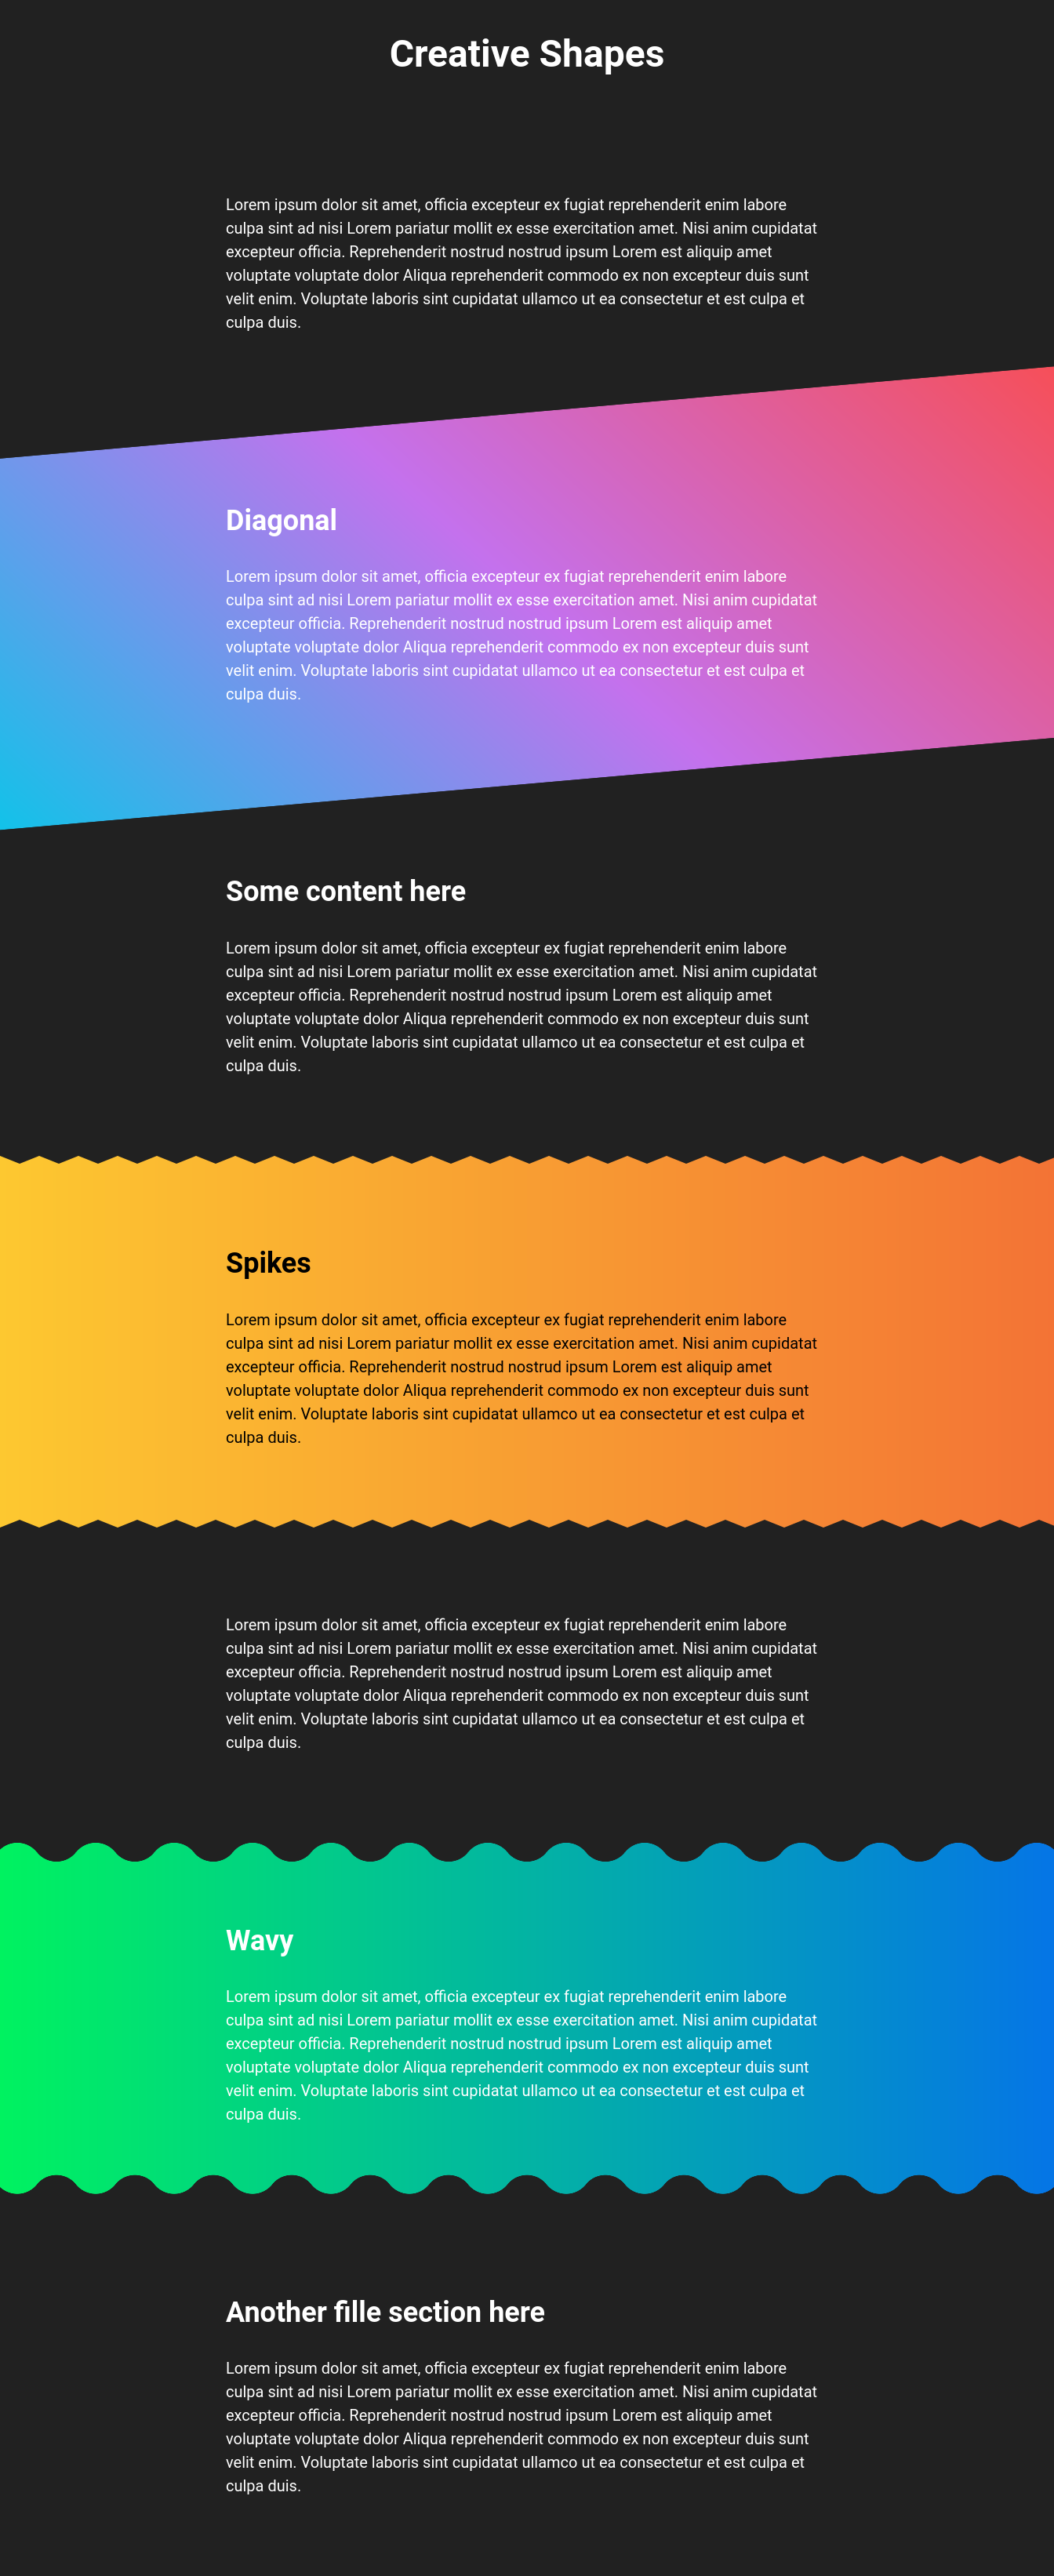 Creative Shapes
Lorem ipsum dolor sit amet, officia excepteur ex fugiat reprehenderit enim labore
culpa sint ad nisi Lorem pariatur mollit ex esse exercitation amet. Nisi anim cupidatat
excepteur officia. Reprehenderit nostrud nostrud ipsum Lorem est aliquip amet
voluptate voluptate dolor Aliqua reprehenderit commodo ex non excepteur duis sunt
velit enim. Voluptate laboris sint cupidatat ullamco ut ea consectetur et est culpa et
culpa duis.
Diagonal
Lorem ipsum dolor sit amet, officia excepteur ex fugiat reprehenderit enim labore
culpa sint ad nisi Lorem pariatur mollit ex esse exercitation amet. Nisi anim cupidatat
excepteur officia. Reprehenderit nostrud nostrud ipsum Lorem est aliquip amet
voluptate voluptate dolor Aliqua reprehenderit commodo ex non excepteur duis sunt
velit enim. Voluptate laboris sint cupidatat ullamco ut ea consectetur et est culpa et
culpa duis.
Some content here
Lorem ipsum dolor sit amet, officia excepteur ex fugiat reprehenderit enim labore
culpa sint ad nisi Lorem pariatur mollit ex esse exercitation amet. Nisi anim cupidatat
excepteur officia. Reprehenderit nostrud nostrud ipsum Lorem est aliquip amet
voluptate voluptate dolor Aliqua reprehenderit commodo ex non excepteur duis sunt
velit enim. Voluptate laboris sint cupidatat ullamco ut ea consectetur et est culpa et
culpa duis.
Spikes
Lorem ipsum dolor sit amet, officia excepteur ex fugiat reprehenderit enim labore
culpa sint ad nisi Lorem pariatur mollit ex esse exercitation amet. Nisi anim cupidatat
excepteur officia. Reprehenderit nostrud nostrud ipsum Lorem est aliquip amet
voluptate voluptate dolor Aliqua reprehenderit commodo ex non excepteur duis sunt
velit enim. Voluptate laboris sint cupidatat ullamco ut ea consectetur et est culpa et
culpa duis.
Lorem ipsum dolor sit amet, officia excepteur ex fugiat reprehenderit enim labore
culpa sint ad nisi Lorem pariatur mollit ex esse exercitation amet. Nisi anim cupidatat
excepteur officia. Reprehenderit nostrud nostrud ipsum Lorem est aliquip amet
voluptate voluptate dolor Aliqua reprehenderit commodo ex non excepteur duis sunt
velit enim. Voluptate laboris sint cupidatat ullamco ut ea consectetur et est culpa et
culpa duis.
Wavy
Lorem ipsum dolor sit amet, officia excepteur ex fugiat reprehenderit enim labore
culpa sint ad nisi Lorem pariatur mollit ex esse exercitation amet. Nisi anim cupidatat
excepteur officia. Reprehenderit nostrud nostrud ipsum Lorem est aliquip amet
voluptate voluptate dolor Aliqua reprehenderit commodo ex non excepteur duis sunt
velit enim. Voluptate laboris sint cupidatat ullamco ut ea consectetur et est culpa et
culpa duis.
Another fille section here
Lorem ipsum dolor sit amet, officia excepteur ex fugiat reprehenderit enim labore
culpa sint ad nisi Lorem pariatur mollit ex esse exercitation amet. Nisi anim cupidatat
excepteur officia. Reprehenderit nostrud nostrud ipsum Lorem est aliquip amet
voluptate voluptate dolor Aliqua reprehenderit commodo ex non excepteur duis sunt
velit enim. Voluptate laboris sint cupidatat ullamco ut ea consectetur et est culpa et
culpa duis.